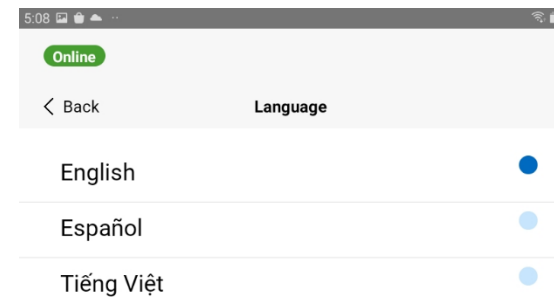 5:08
Online
Back
Language
English
Español
Tiếng Việt